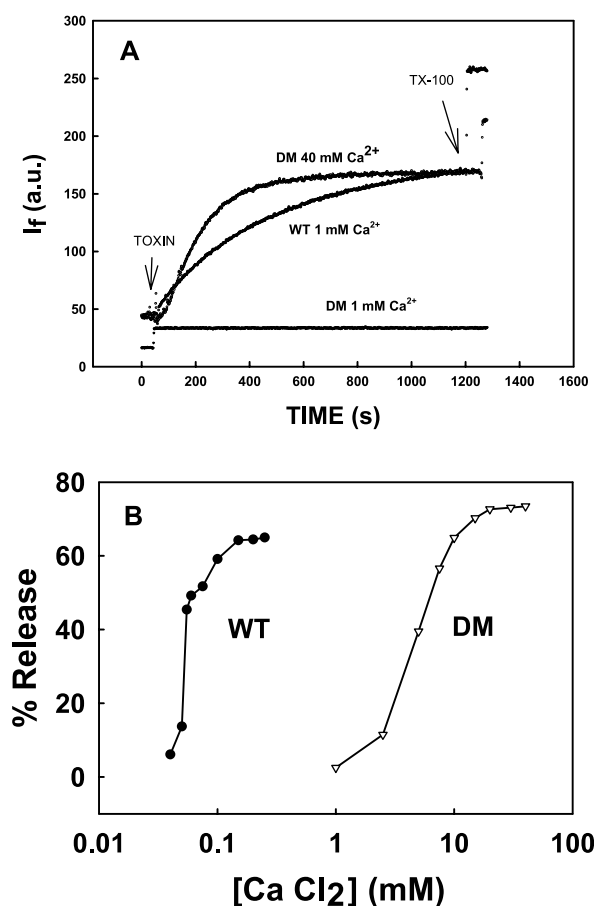 A
300
250
200
150
100
50
0
I_f (a.u.)
TX-100
DM 40 mM Ca²⁺
WT 1 mM Ca²⁺
TOXIN
DM 1 mM Ca²⁺
0 200 400 600 800 1000 1200 1400 1600
TIME (s)
B
80
60
40
20
0
% Release
WT
DM
0.01 0.1 1 10 100
[Ca Cl₂] (mM)